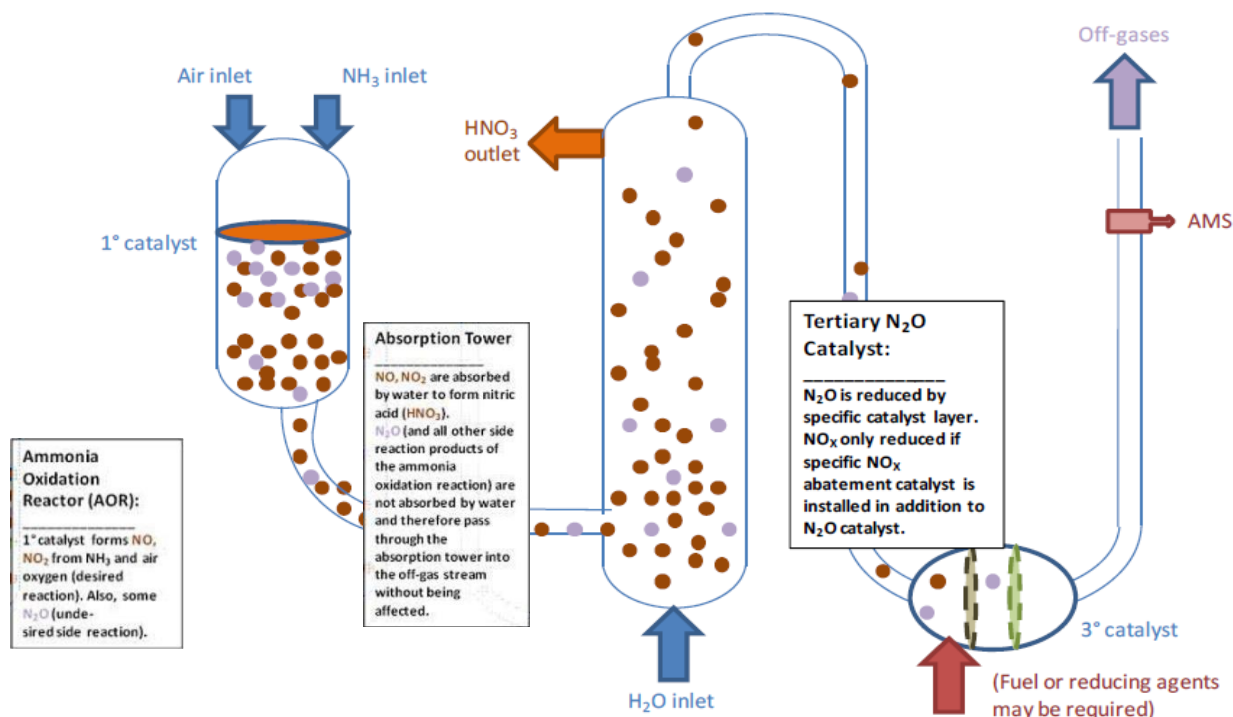 Air inlet
NH₃ inlet
1° catalyst
Ammonia
Oxidation
Reactor (AOR):
______________
1° catalyst forms NO,
NO₂ from NH₃ and air
oxygen (desired
reaction). Also, some
N₂O (unde-
sired side reaction).
Absorption Tower
______________
NO, NO₂ are absorbed
by water to form nitric
acid (HNO₃).
N₂O (and all other side
reaction products of
the ammonia
oxidation reaction) are
not absorbed by water
and therefore pass
through the
absorption tower into
the off-gas stream
without being
affected.
HNO₃
outlet
H₂O inlet
Tertiary N₂O
Catalyst:
______________
N₂O is reduced by
specific catalyst layer.
NOₓ only reduced if
specific NOₓ
abatement catalyst is
installed in addition to
N₂O catalyst.
Off-gases
AMS
3° catalyst
(Fuel or reducing agents
may be required)